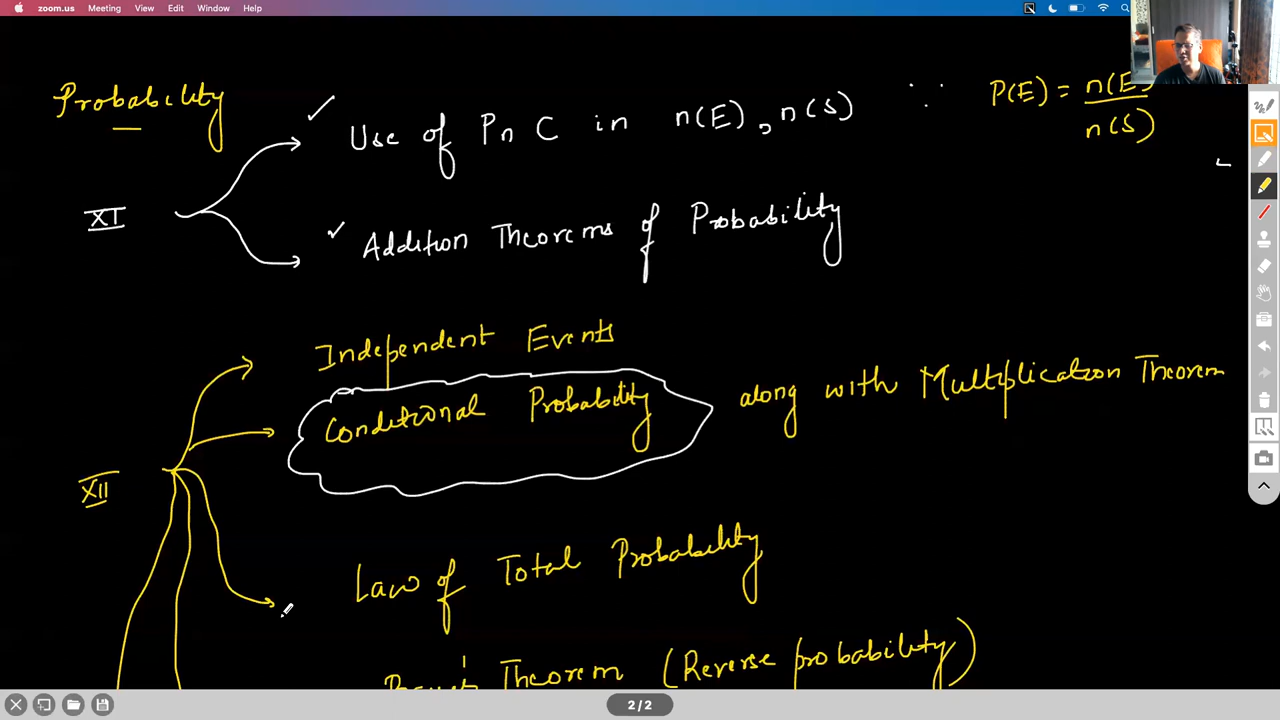 zoom.us Meeting View Edit Window Help
Probability
Use of PnC in n(E), n(S) ∵ P(E) = n(E) / n(S)
XI
Addition Theorems of Probability
Independent Events
Conditional Probability along with Multiplication Theorem
XII
Law of Total Probability
Theorem (Reverse probability)
2/2